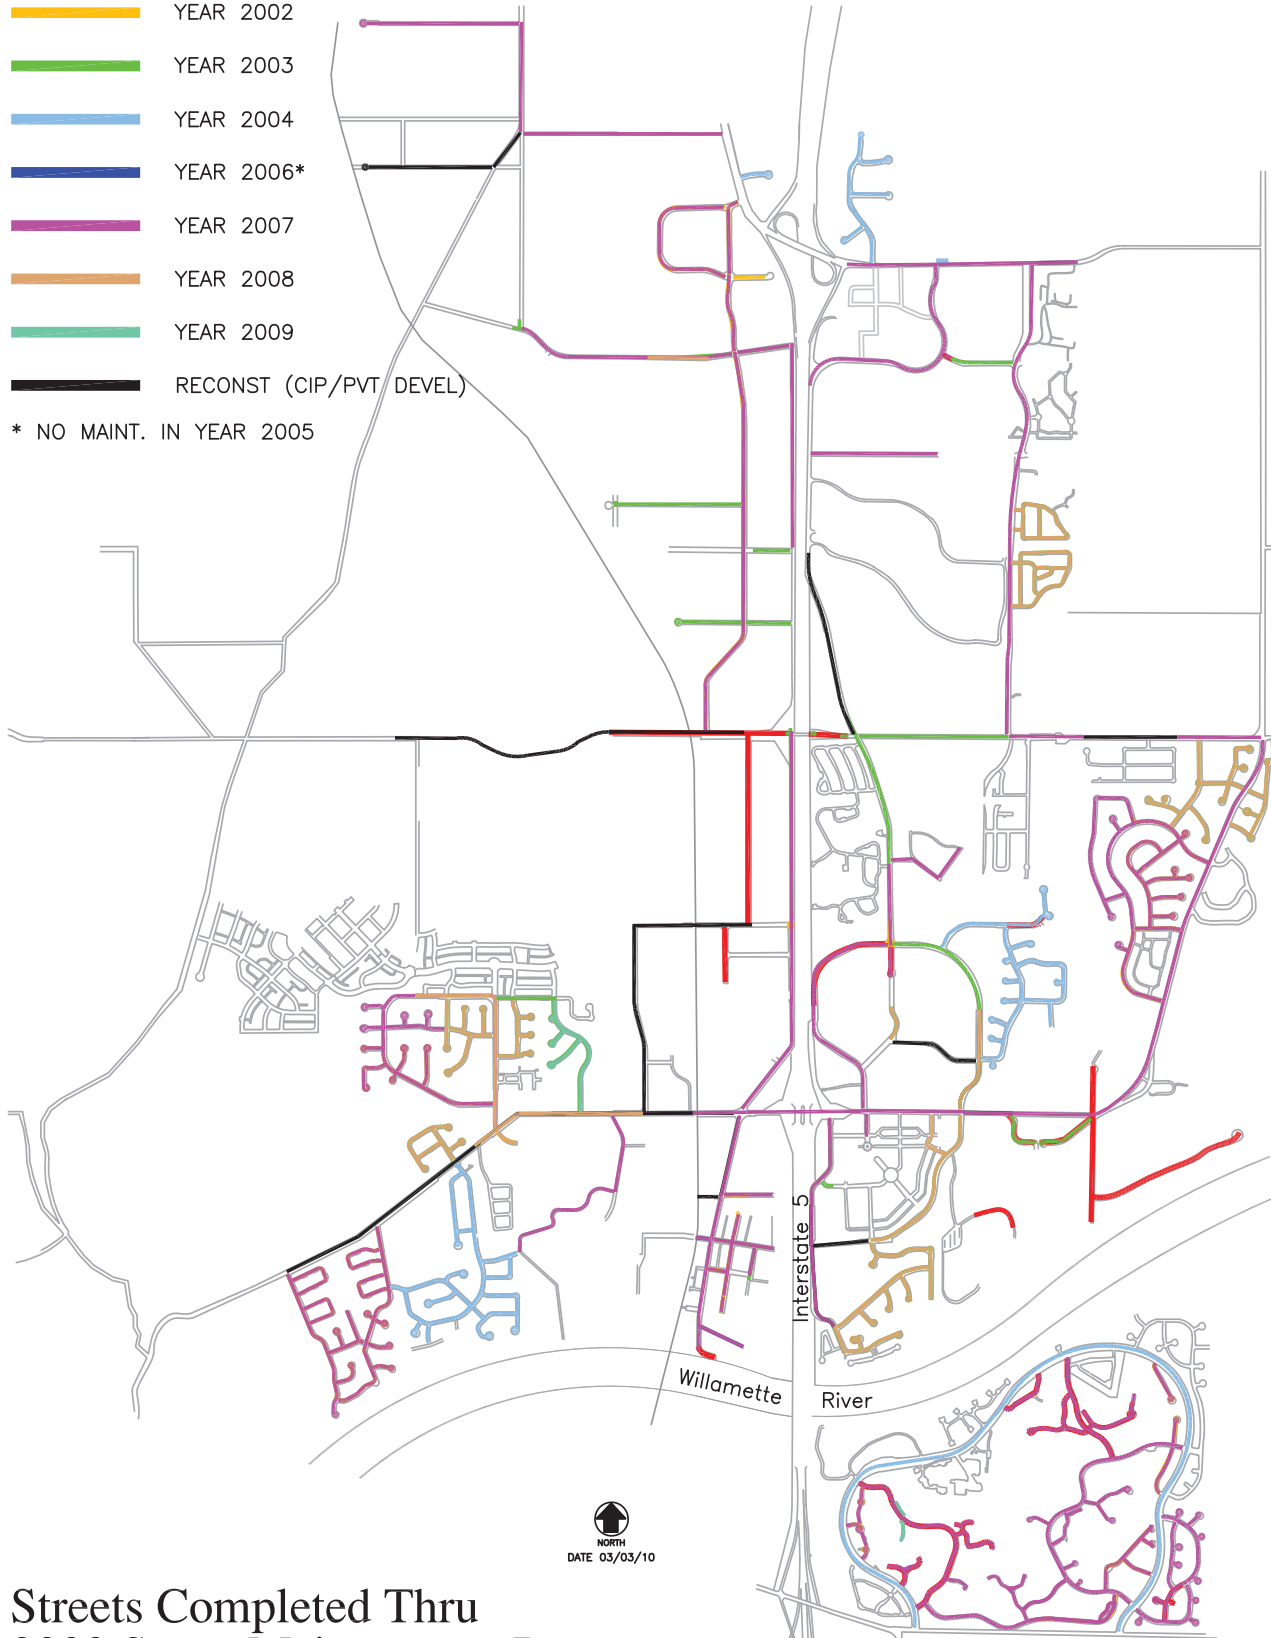 YEAR 2002
YEAR 2003
YEAR 2004
YEAR 2006*
YEAR 2007
YEAR 2008
YEAR 2009
RECONST (CIP/PVT DEVEL)
* NO MAINT. IN YEAR 2005
Interstate 5
Willamette River
NORTH
DATE 03/03/10
Streets Completed Thru